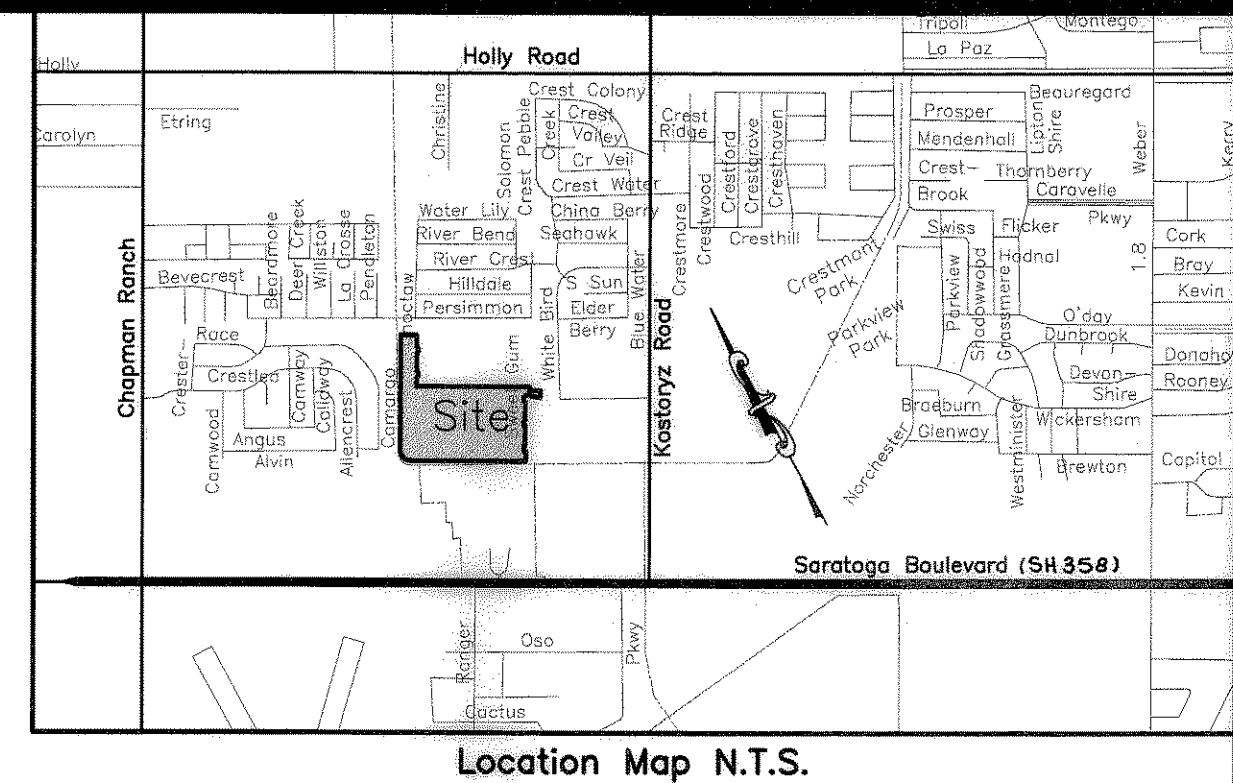 Tripoli
Montego
La Paz
Holly Road
Holly
Carolyn
Etring
Christine
Solomon
Crest Pebble
Crest Colony
Creek
Crest
Valley
Cr Veil
Crest Water
China Berry
Seahawk
S Sun
Elder
Berry
White Bird
Blue Water
Gum
Water Lily
River Bend
River Crest
Hilldale
Persimmon
Crest
Ridge
Crestmore
Crestwood
Crestford
Crestgrove
Cresthaven
Cresthill
Crestmont
Park
Parkview
Park
Beauregard
Prosper
Mendenhall
Lipton
Shire
Crest-
Brook
Thornberry
Caravelle
Pkwy
Weber
1.8
Kerry
Swiss
Flicker
Hadnal
Parkview
Shadowwood
Grassmere
O'day
Dunbrook
Devon-
Shire
Wickersham
Braeburn
Glenway
Norchester
Westminister
Brewton
Cork
Bray
Kevin
Donaho
Rooney
Capitol
Chapman Ranch
Bevecrest
Beardmore
Deer Creek
Williston
La Crosse
Pendleton
Race
Crester-
Crestlea
Camwood
Camway
Callaway
Angus
Alvin
Allencrest
Camargo
Site
Kostoryz Road
Saratoga Boulevard (SH 358)
Ranger
Oso
Cactus
Pkwy
Location Map N.T.S.